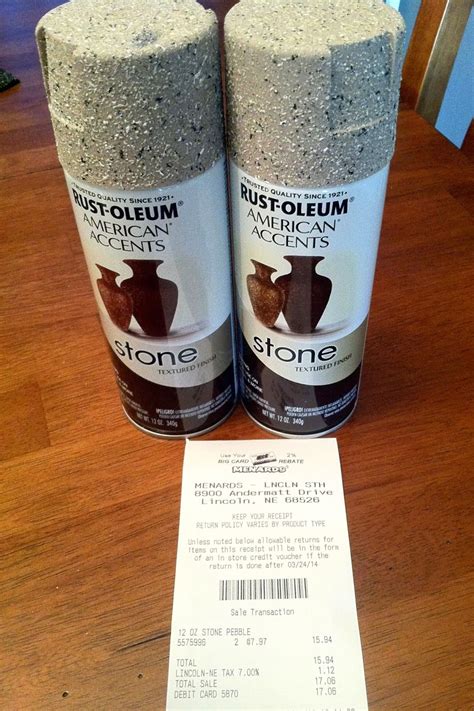 TRUSTED QUALITY SINCE 1921
RUST-OLEUM®
AMERICAN
ACCENTS
stone
TEXTURED FINISH
¡PELIGRO!
NET WT. 12 OZ. 340g
TRUSTED QUALITY SINCE 1921
RUST-OLEUM®
AMERICAN
ACCENTS
stone
TEXTURED FINISH
¡PELIGRO!
NET WT. 12 OZ. 340g
Use Your 2%
BIG CARD REBATE
MENARDS®
MENARDS - LNCLN STH
8900 Andermatt Drive
Lincoln, NE 68526
KEEP YOUR RECEIPT
RETURN POLICY VARIES BY PRODUCT TYPE
Unless noted below allowable returns for
items on this receipt will be in the form
of an in store credit voucher if the
return is done after 03/24/14
Sale Transaction
12 OZ STONE PEBBLE
5575996 2 @7.97 15.94
TOTAL 15.94
LINCOLN-NE TAX 7.00% 1.12
TOTAL SALE 17.06
DEBIT CARD 5870 17.06